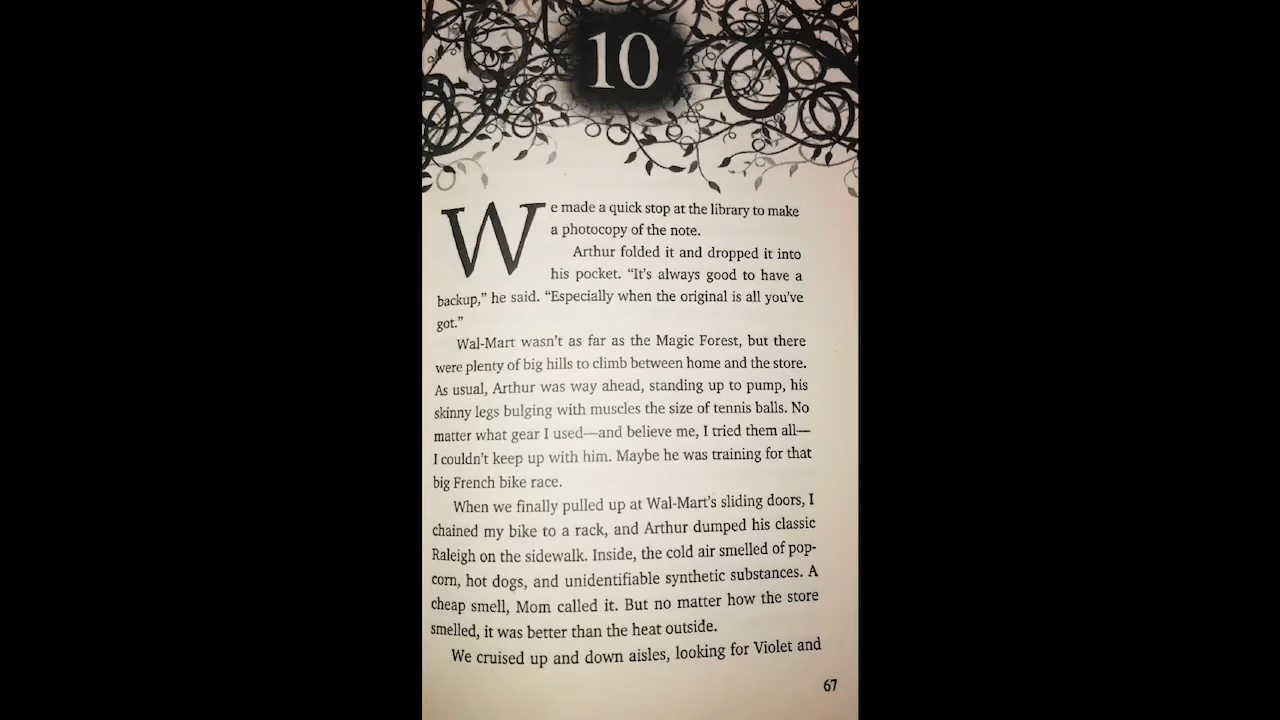 10
We made a quick stop at the library to make
a photocopy of the note.
Arthur folded it and dropped it into
his pocket. “It's always good to have a
backup,” he said. “Especially when the original is all you've
got.”
Wal-Mart wasn't as far as the Magic Forest, but there
were plenty of big hills to climb between home and the store.
As usual, Arthur was way ahead, standing up to pump, his
skinny legs bulging with muscles the size of tennis balls. No
matter what gear I used—and believe me, I tried them all—
I couldn't keep up with him. Maybe he was training for that
big French bike race.
When we finally pulled up at Wal-Mart's sliding doors, I
chained my bike to a rack, and Arthur dumped his classic
Raleigh on the sidewalk. Inside, the cold air smelled of pop-
corn, hot dogs, and unidentifiable synthetic substances. A
cheap smell, Mom called it. But no matter how the store
smelled, it was better than the heat outside.
We cruised up and down aisles, looking for Violet and
67